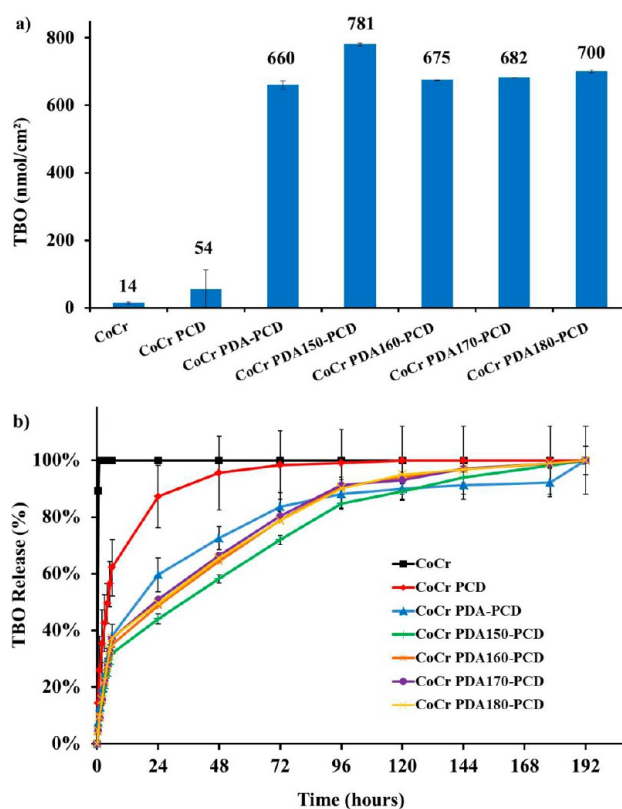 a)
TBO (nmol/cm²)
800
600
400
200
0
14
54
660
781
675
682
700
CoCr
CoCr PCD
CoCr PDA-PCD
CoCr PDA150-PCD
CoCr PDA160-PCD
CoCr PDA170-PCD
CoCr PDA180-PCD
b)
TBO Release (%)
100%
80%
60%
40%
20%
0%
CoCr
CoCr PCD
CoCr PDA-PCD
CoCr PDA150-PCD
CoCr PDA160-PCD
CoCr PDA170-PCD
CoCr PDA180-PCD
0 24 48 72 96 120 144 168 192
Time (hours)